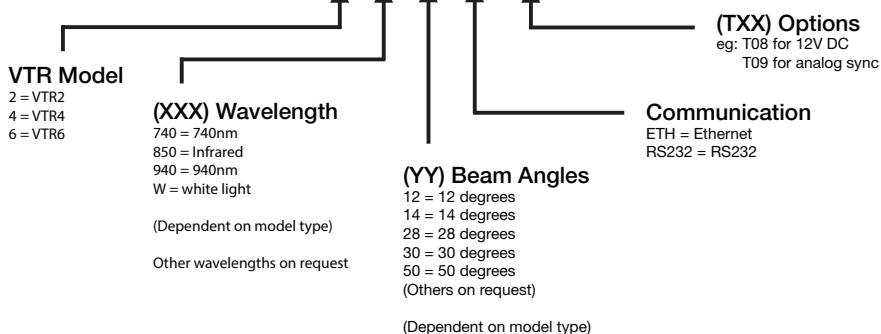 (TXX) Options
eg: T08 for 12V DC
T09 for analog sync
VTR Model
2 = VTR2
4 = VTR4
6 = VTR6
(XXX) Wavelength
740 = 740nm
850 = Infrared
940 = 940nm
W = white light
(Dependent on model type)
Other wavelengths on request
Communication
ETH = Ethernet
RS232 = RS232
(YY) Beam Angles
12 = 12 degrees
14 = 14 degrees
28 = 28 degrees
30 = 30 degrees
50 = 50 degrees
(Others on request)
(Dependent on model type)